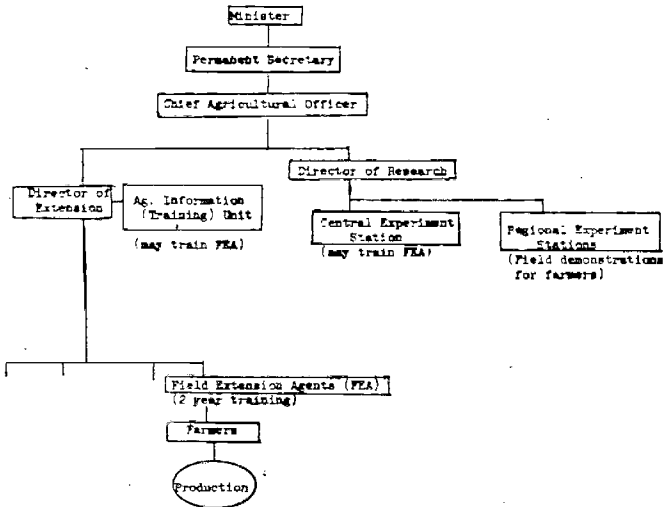 Minister
Permanent Secretary
Chief Agricultural Officer
Director of Research
Director of
Extension
Ag. Information
(Training) Unit
(may train FEA)
Central Experiment
Station
(may train FEA)
Regional Experiment
Stations
(Field demonstrations
for farmers)
Field Extension Agents (FEA)
(2 year training)
Farmers
Production